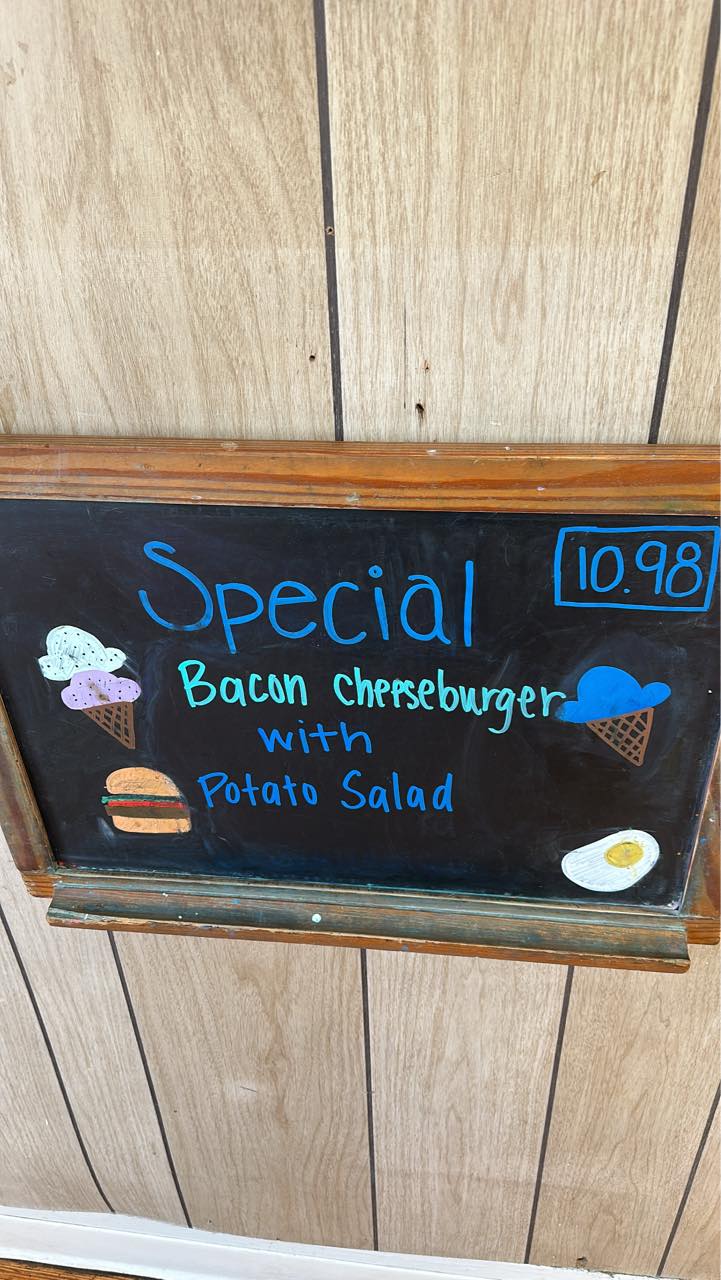 Special
10.98
Bacon cheeseburger
with
Potato Salad